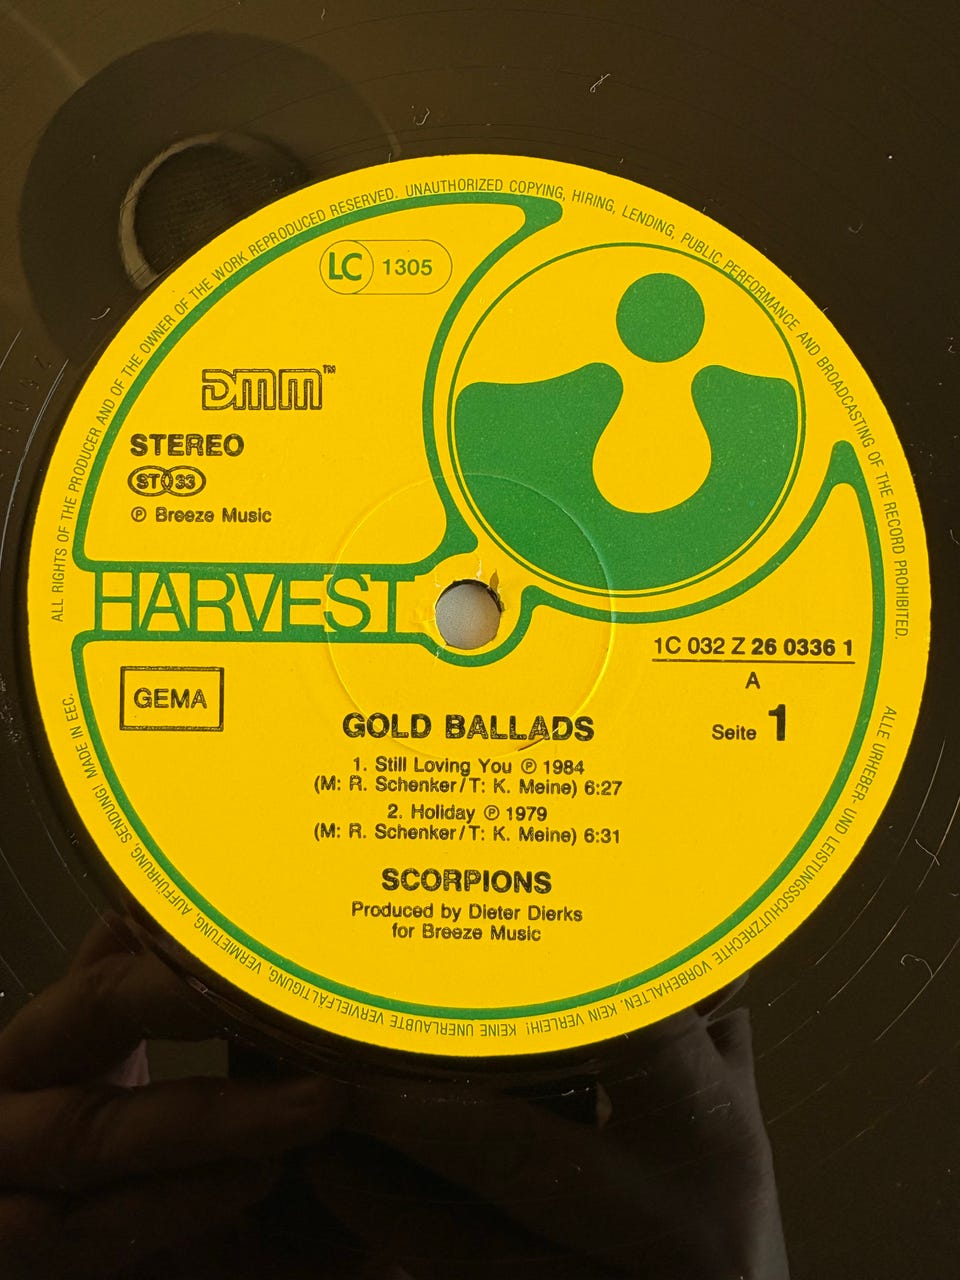 ALL RIGHTS OF THE PRODUCER AND OF THE OWNER OF THE WORK REPRODUCED RESERVED. UNAUTHORIZED COPYING, HIRING, LENDING, PUBLIC PERFORMANCE AND BROADCASTING OF THE RECORD PROHIBITED.
LC 1305
DMM™
STEREO
ST 33
℗ Breeze Music
HARVEST
1C 032 Z 26 0336 1
A
Seite 1
GEMA
GOLD BALLADS
1. Still Loving You ℗ 1984
(M: R. Schenker/T: K. Meine) 6:27
2. Holiday ℗ 1979
(M: R. Schenker/T: K. Meine) 6:31
SCORPIONS
Produced by Dieter Dierks
for Breeze Music
ALLE URHEBER- UND LEISTUNGSSCHUTZRECHTE VORBEHALTEN. KEIN VERLEIH! KEINE UNERLAUBTE VERVIELFÄLTIGUNG, VERMIETUNG, AUFFÜHRUNG, SENDUNG! MADE IN EEC.